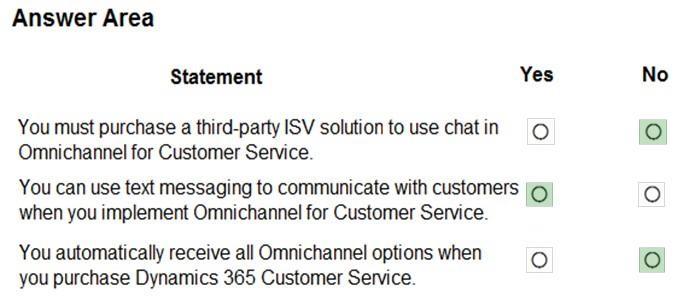 Answer Area
Statement Yes No
You must purchase a third-party ISV solution to use chat in
Omnichannel for Customer Service.
You can use text messaging to communicate with customers
when you implement Omnichannel for Customer Service.
You automatically receive all Omnichannel options when
you purchase Dynamics 365 Customer Service.